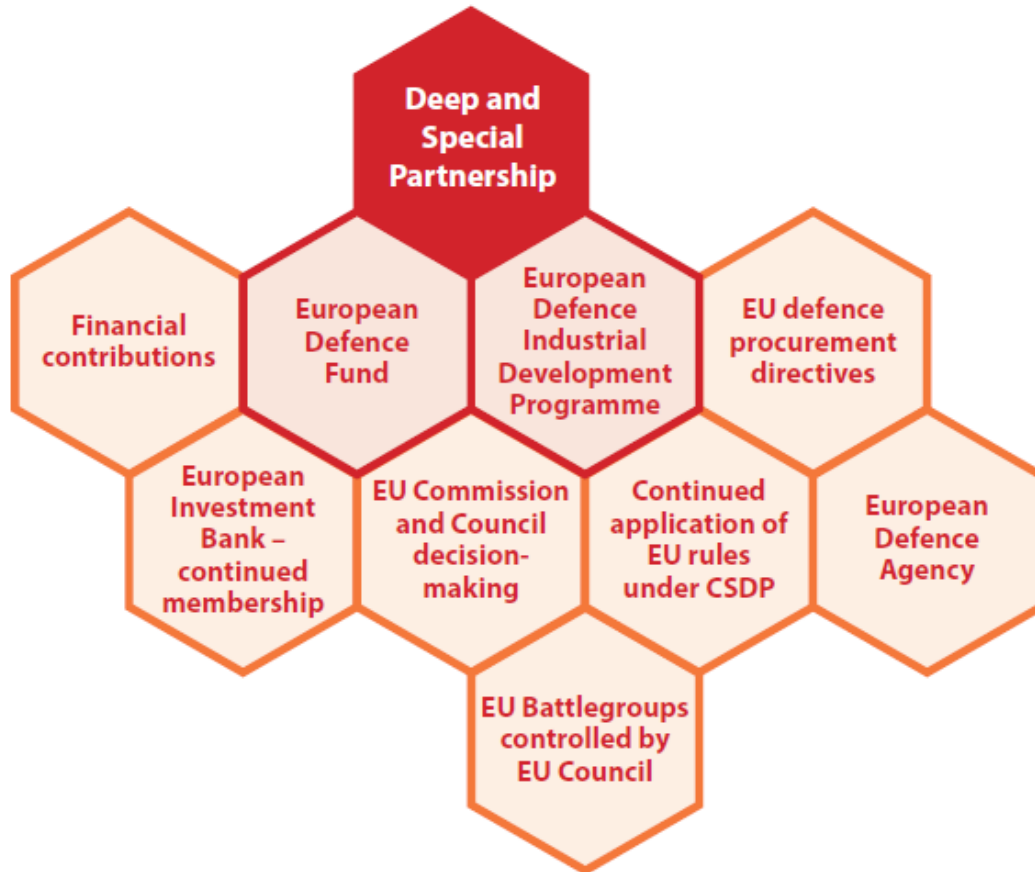 Deep and
Special
Partnership
Financial
contributions
European
Defence
Fund
European
Defence
Industrial
Development
Programme
EU defence
procurement
directives
European
Investment
Bank –
continued
membership
EU Commission
and Council
decision-
making
Continued
application of
EU rules
under CSDP
European
Defence
Agency
EU Battlegroups
controlled by
EU Council